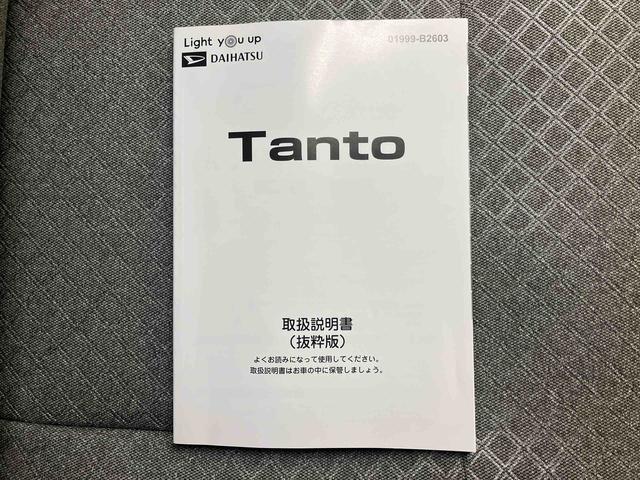 Light you up
01999-B2603
DAIHATSU
Tanto
取扱説明書
（抜粋版）
よくお読みになって使用してください。
取扱説明書はお車の中に保管しましょう。